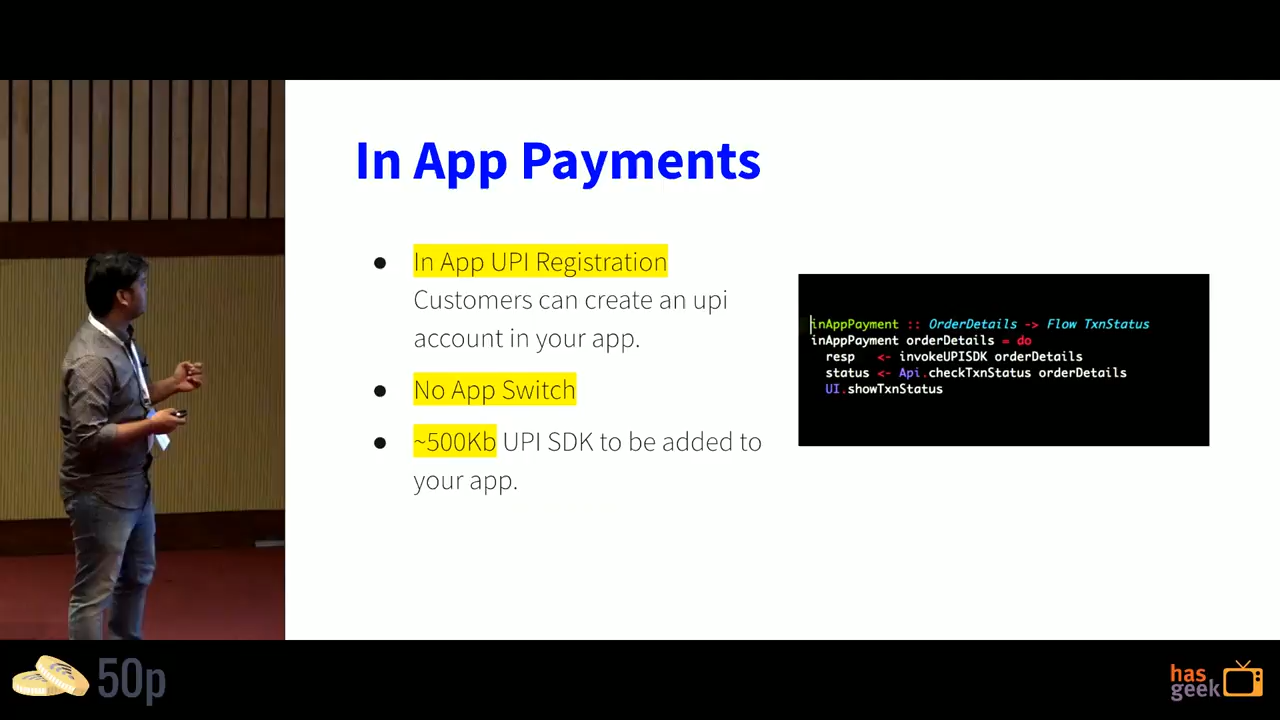 In App Payments
● In App UPI Registration
Customers can create an upi
account in your app.
● No App Switch
● ~500Kb UPI SDK to be added to
your app.
inAppPayment :: OrderDetails -> Flow TxnStatus
inAppPayment orderDetails = do
resp <- invokeUPISDK orderDetails
status <- Api.checkTxnStatus orderDetails
UI.showTxnStatus
50p
has
geek